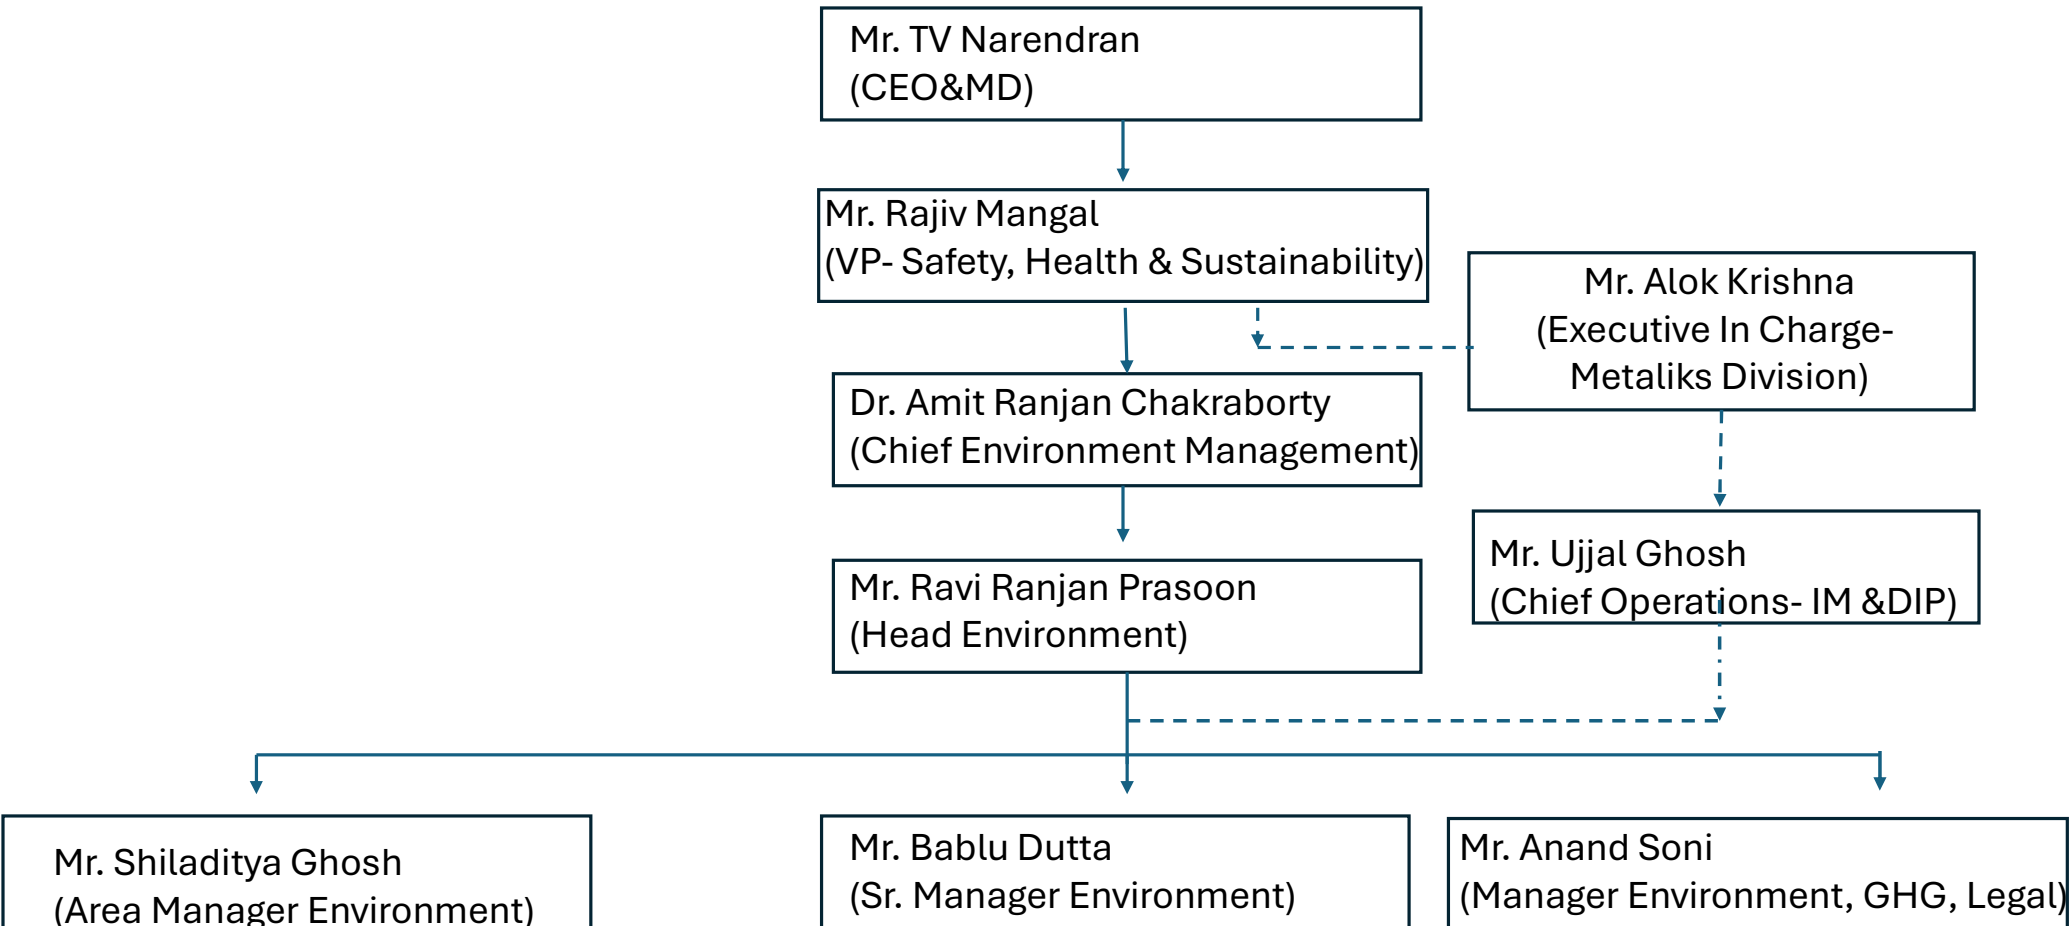 Mr. TV Narendran
(CEO&MD)
Mr. Rajiv Mangal
(VP- Safety, Health & Sustainability)
Mr. Alok Krishna
(Executive In Charge-
Metaliks Division)
Dr. Amit Ranjan Chakraborty
(Chief Environment Management)
Mr. Ujjal Ghosh
(Chief Operations- IM &DIP)
Mr. Ravi Ranjan Prasoon
(Head Environment)
Mr. Shiladitya Ghosh
(Area Manager Environment)
Mr. Bablu Dutta
(Sr. Manager Environment)
Mr. Anand Soni
(Manager Environment, GHG, Legal)